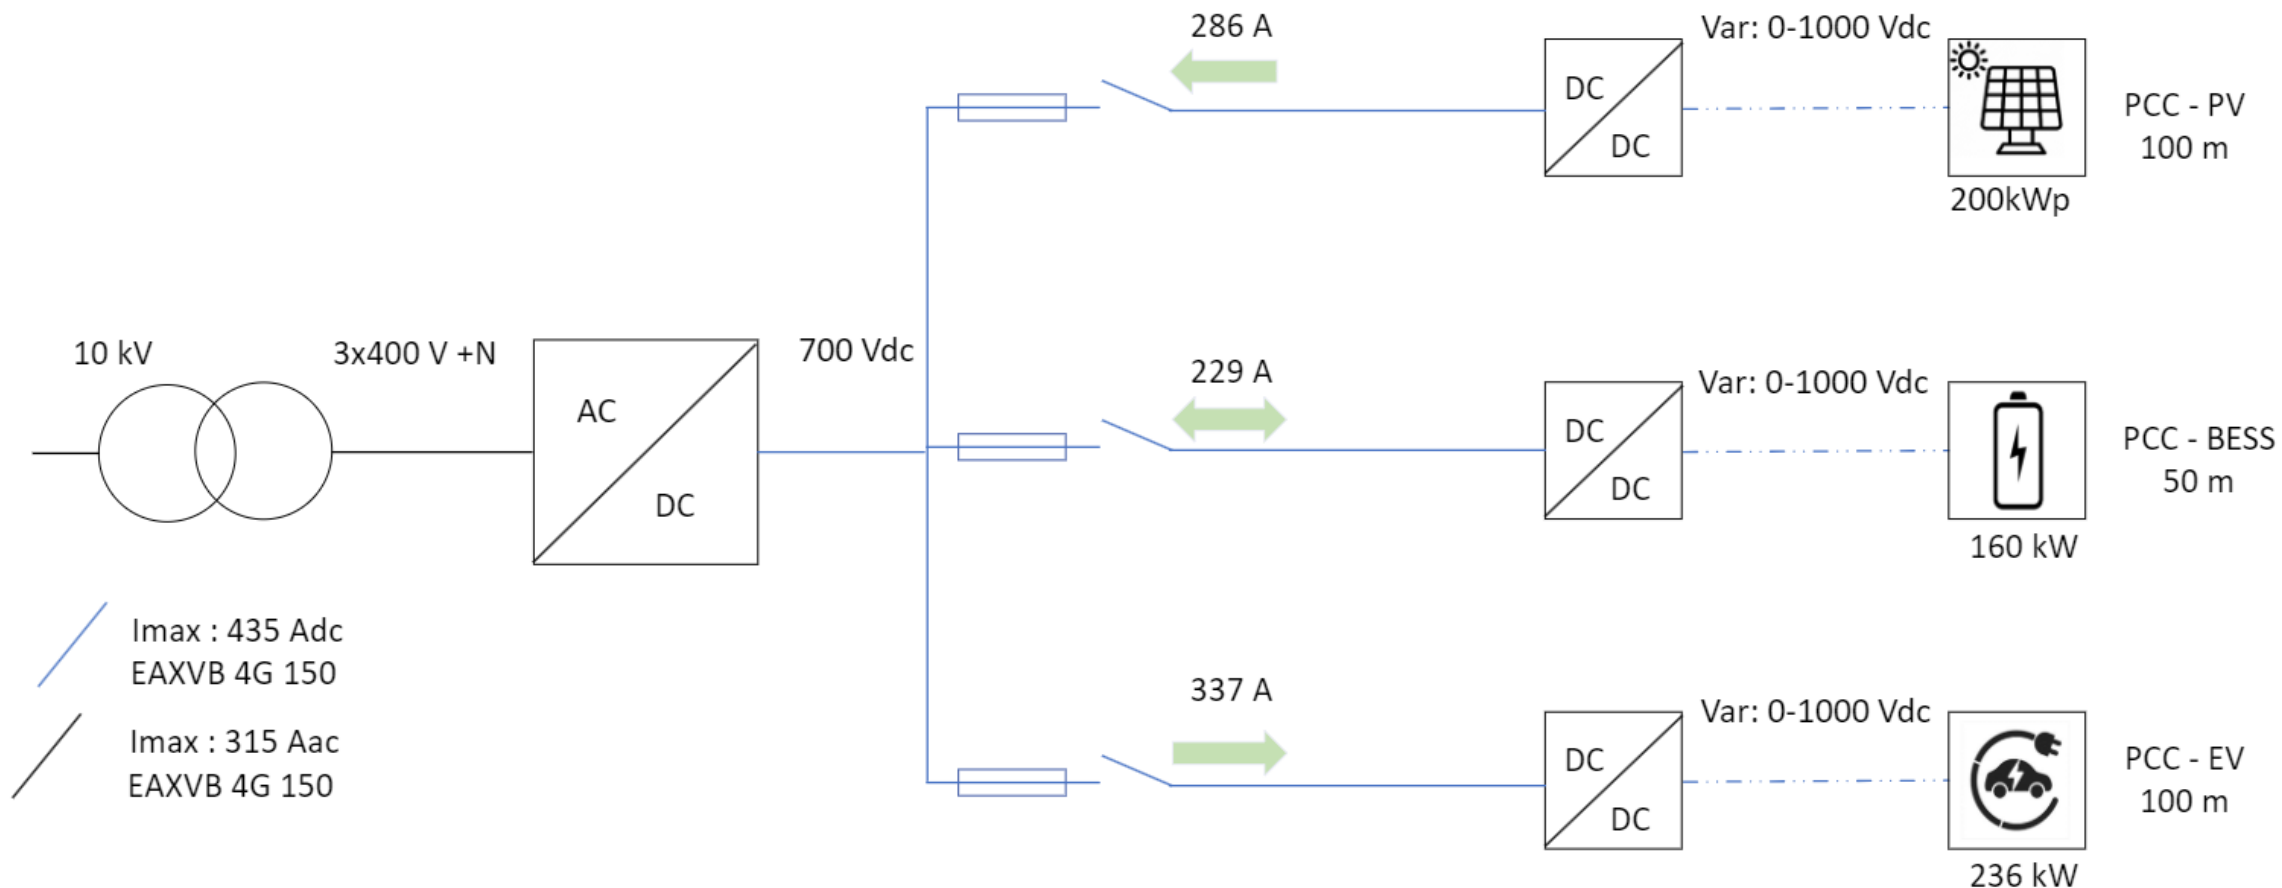 286 A
Var: 0-1000 Vdc
DC
DC
PCC - PV
100 m
200kWp
10 kV
3x400 V +N
AC
DC
700 Vdc
229 A
Var: 0-1000 Vdc
DC
DC
PCC - BESS
50 m
160 kW
Imax : 435 Adc
EAXVB 4G 150
Imax : 315 Aac
EAXVB 4G 150
337 A
Var: 0-1000 Vdc
DC
DC
PCC - EV
100 m
236 kW